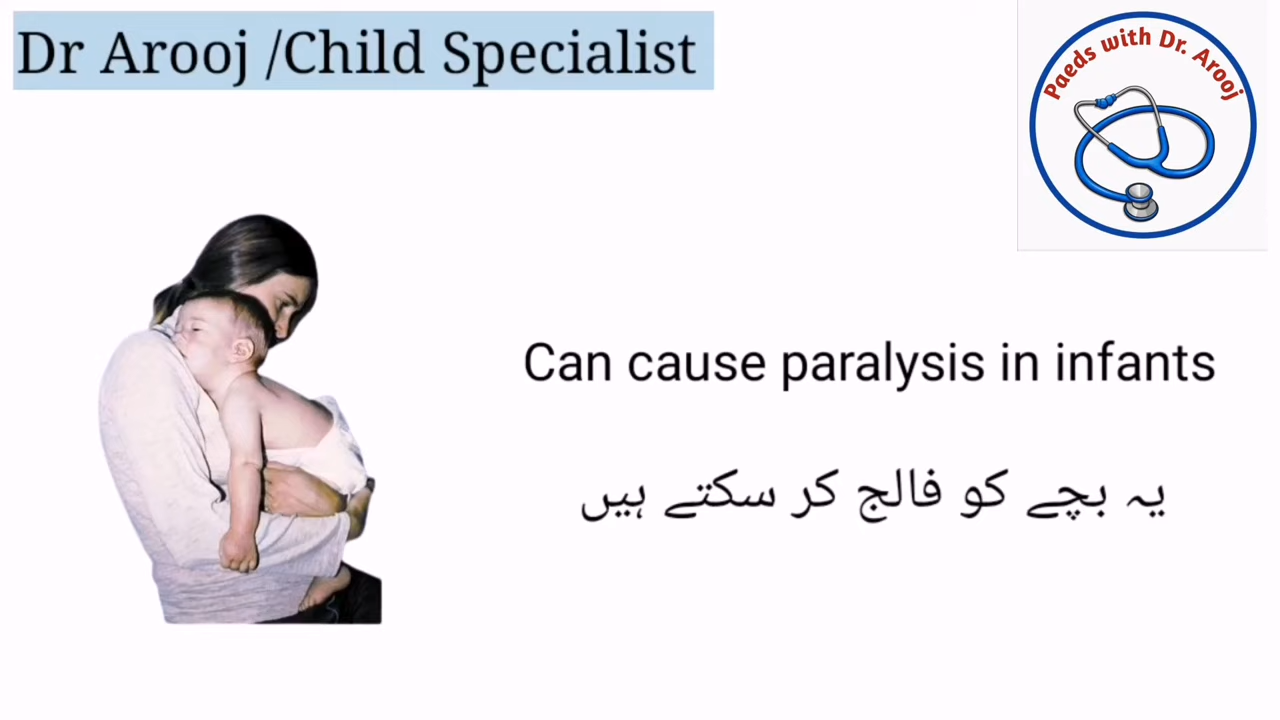 Dr Arooj /Child Specialist
Paeds with Dr. Arooj
Can cause paralysis in infants
یہ بچے کو فالج کر سکتے ہیں